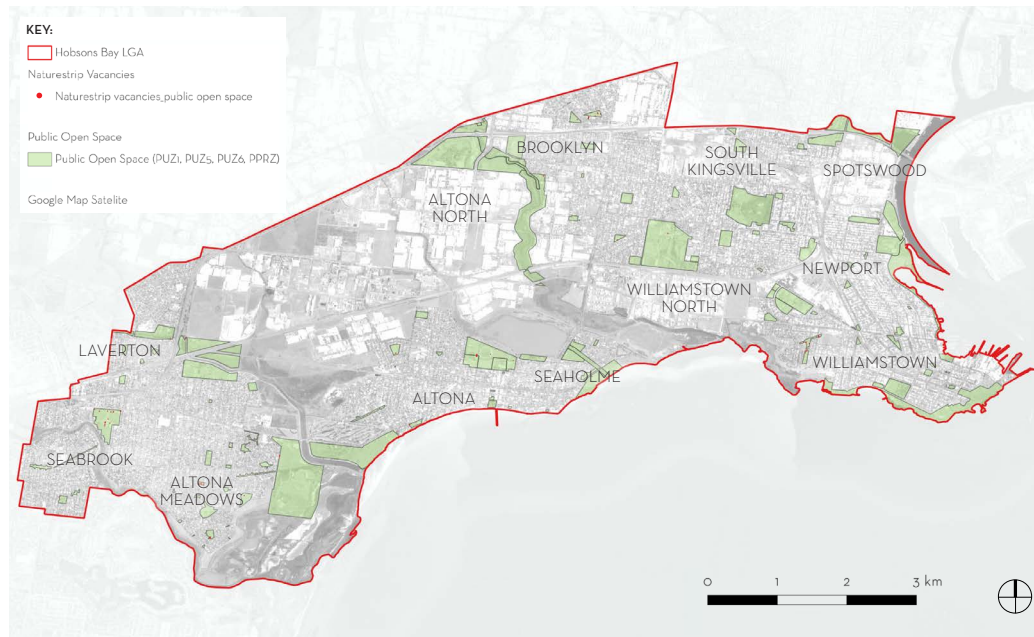 KEY:
Hobsons Bay LGA
Naturestrip Vacancies
Naturestrip vacancies_public open space
Public Open Space
Public Open Space (PUZ1, PUZ5, PUZ6, PPRZ)
Google Map Satelite
BROOKLYN
SOUTH
KINGSVILLE
SPOTSWOOD
ALTONA
NORTH
NEWPORT
WILLIAMSTOWN
NORTH
LAVERTON
WILLIAMSTOWN
SEAHOLME
ALTONA
SEABROOK
ALTONA
MEADOWS
0 1 2 3 km